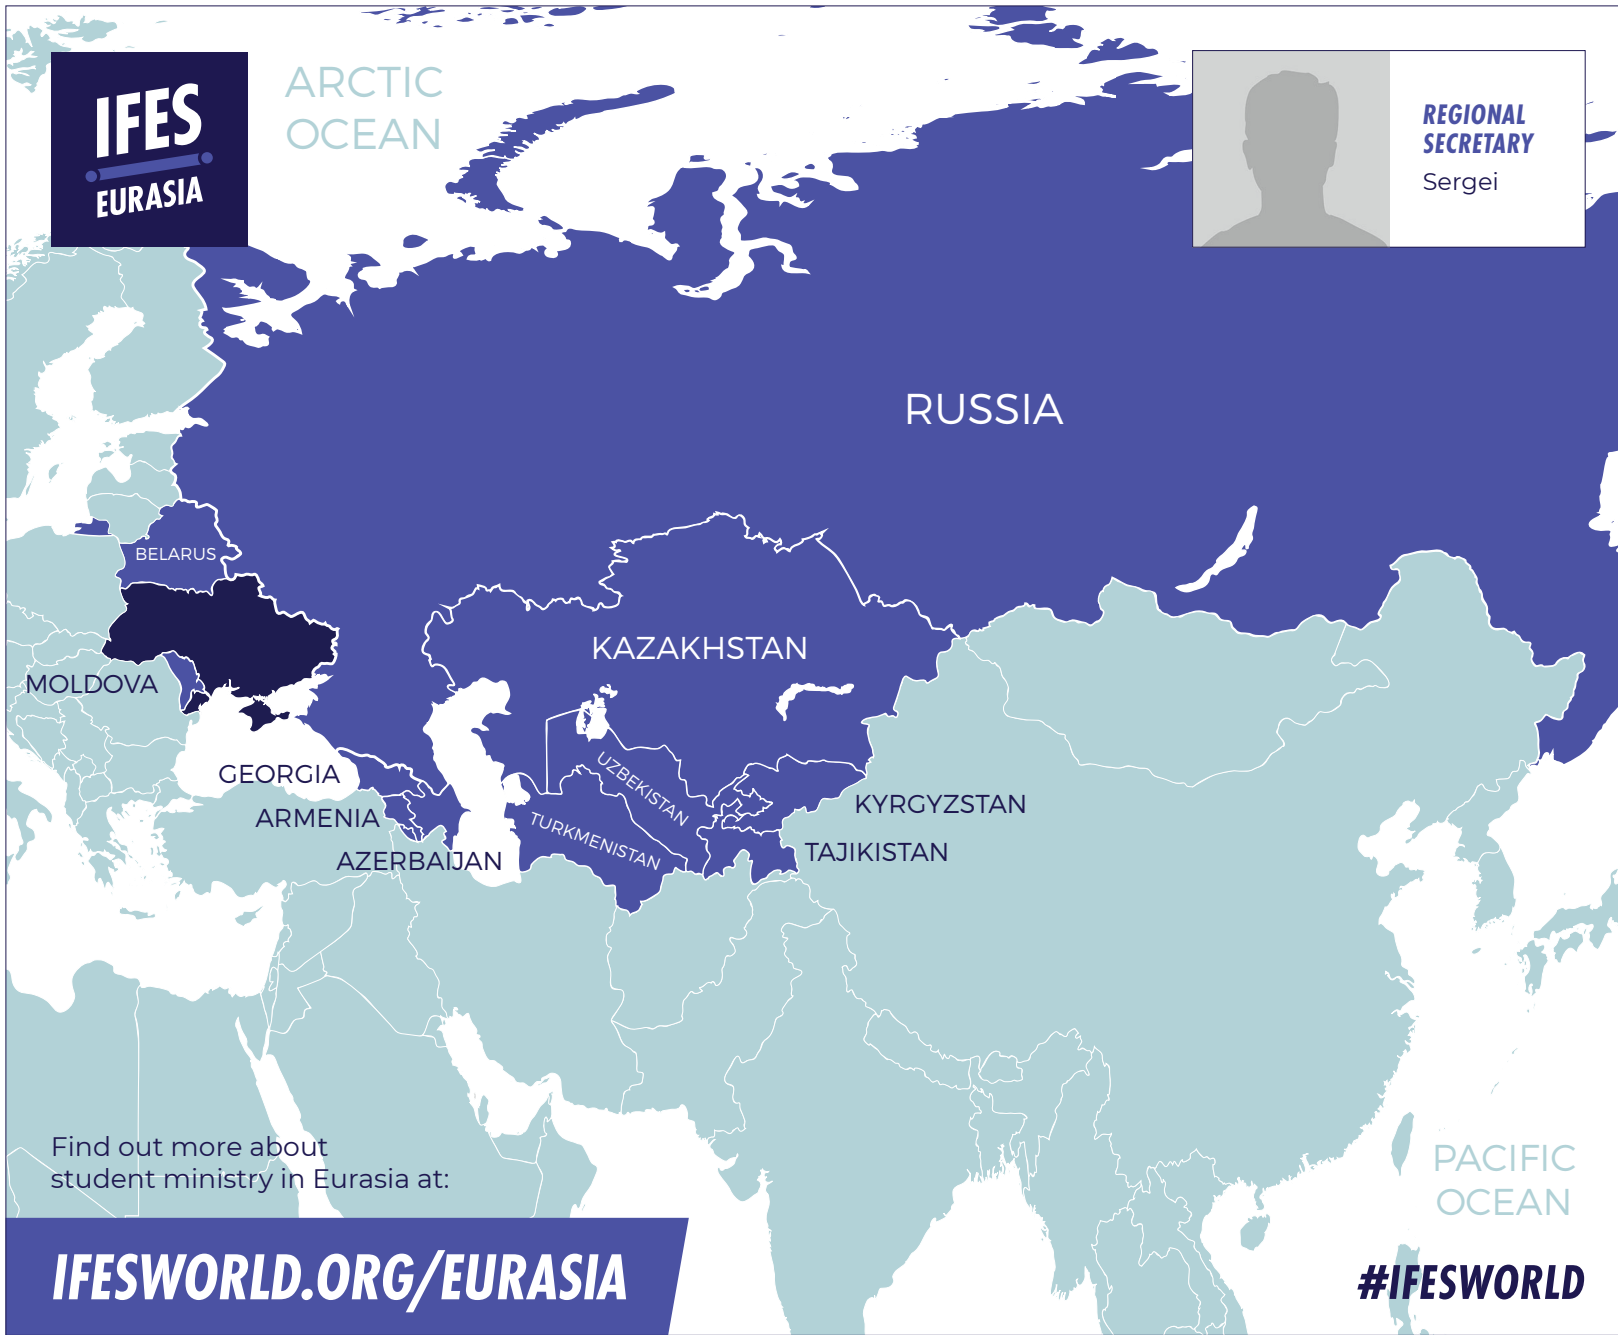 IFES
EURASIA
ARCTIC
OCEAN
REGIONAL
SECRETARY
Sergei
RUSSIA
BELARUS
KAZAKHSTAN
MOLDOVA
GEORGIA
UZBEKISTAN
ARMENIA
KYRGYZSTAN
TURKMENISTAN
AZERBAIJAN
TAJIKISTAN
Find out more about
student ministry in Eurasia at:
PACIFIC
OCEAN
IFESWORLD.ORG/EURASIA
#IFESWORLD